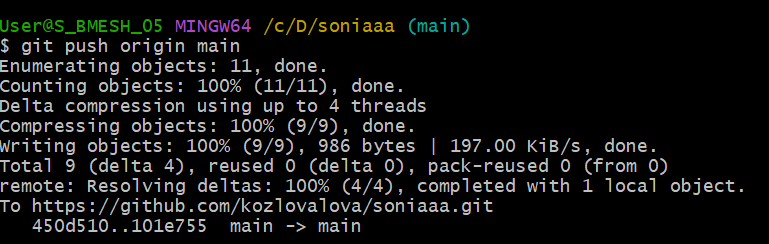 User@S_BMESH_05 MINGW64 /c/D/soniaaa (main)
$ git push origin main
Enumerating objects: 11, done.
Counting objects: 100% (11/11), done.
Delta compression using up to 4 threads
Compressing objects: 100% (9/9), done.
Writing objects: 100% (9/9), 986 bytes | 197.00 KiB/s, done.
Total 9 (delta 4), reused 0 (delta 0), pack-reused 0 (from 0)
remote: Resolving deltas: 100% (4/4), completed with 1 local object.
To https://github.com/kozlovalova/soniaaa.git
   450d510..101e755  main -> main